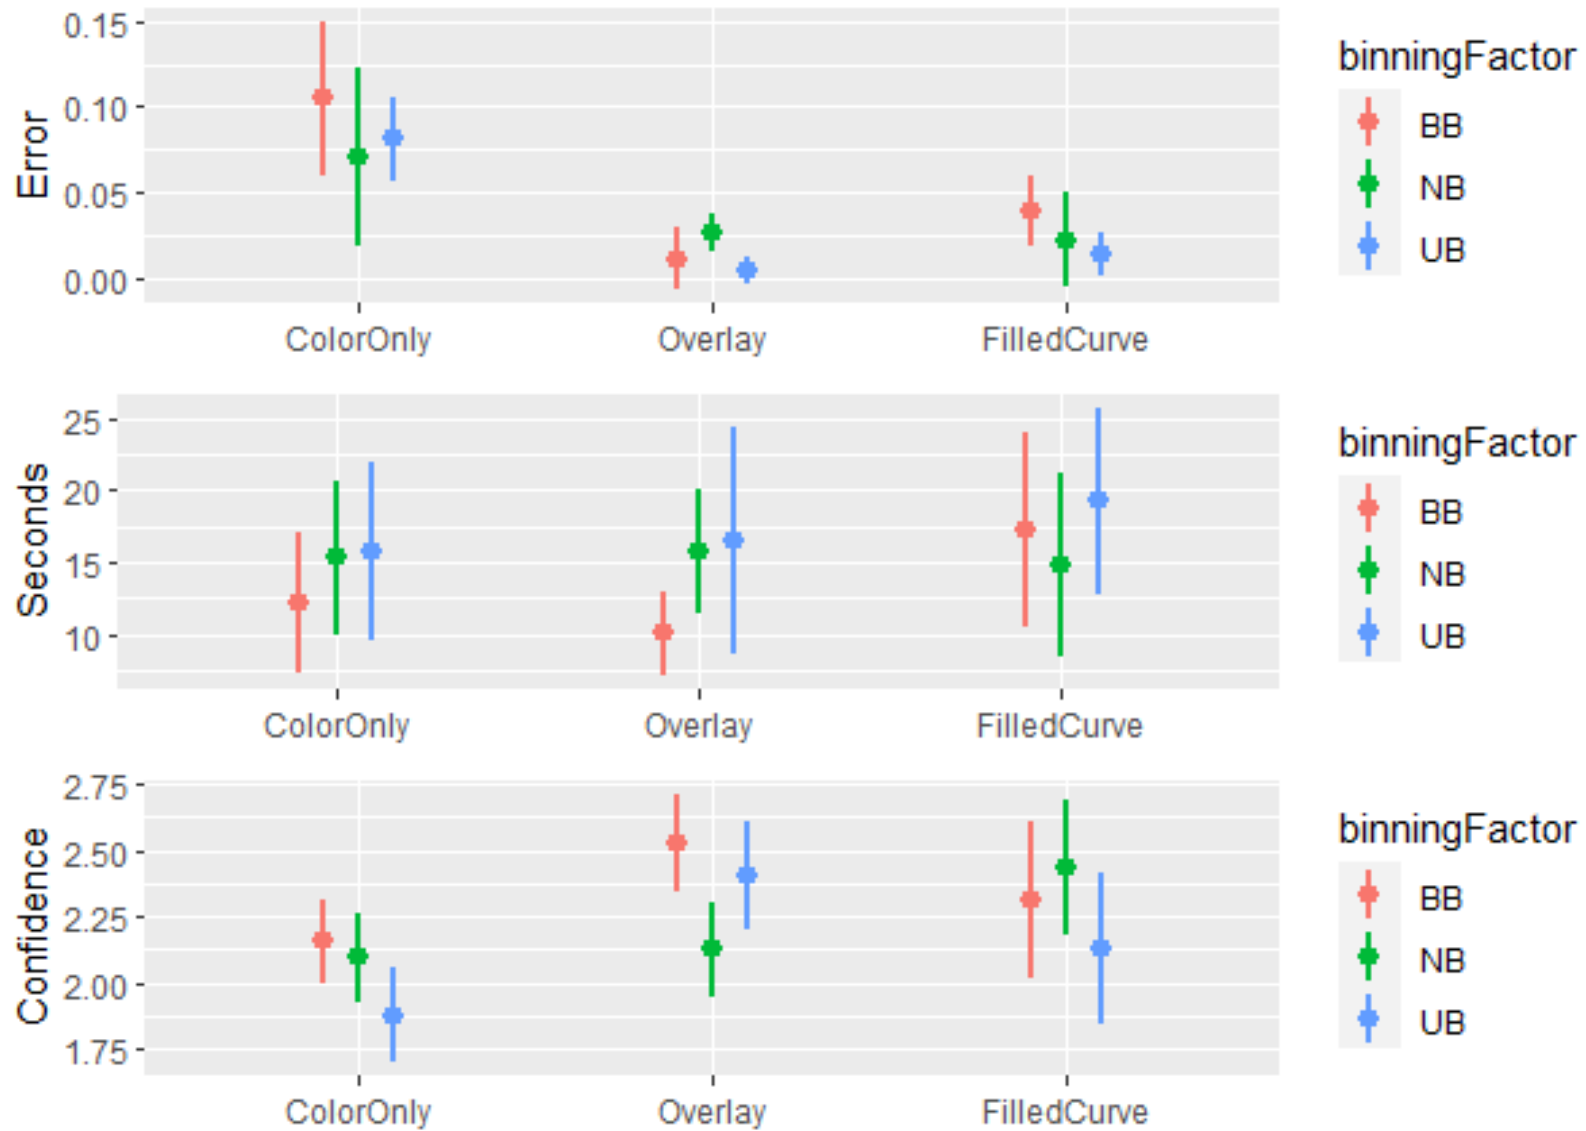 Error
0.15
0.10
0.05
0.00
ColorOnly Overlay FilledCurve
binningFactor
BB
NB
UB
Seconds
25
20
15
10
ColorOnly Overlay FilledCurve
binningFactor
BB
NB
UB
Confidence
2.75
2.50
2.25
2.00
1.75
ColorOnly Overlay FilledCurve
binningFactor
BB
NB
UB